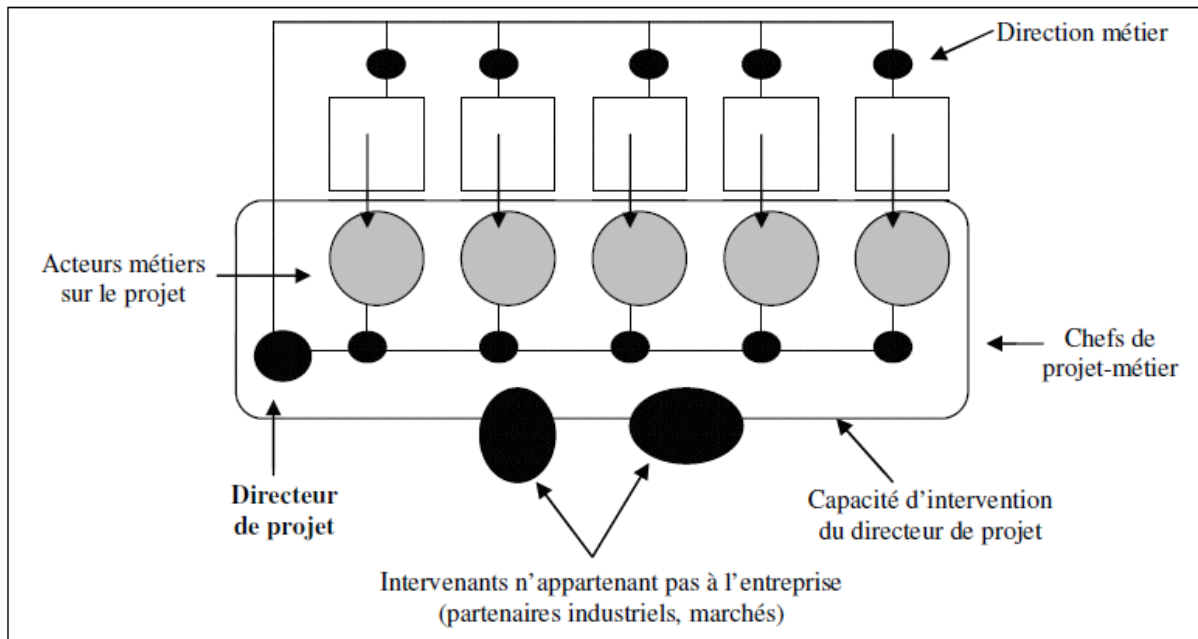 Direction métier
Acteurs métiers
sur le projet
Chefs de
projet-métier
Directeur
de projet
Capacité d’intervention
du directeur de projet
Intervenants n’appartenant pas à l’entreprise
(partenaires industriels, marchés)